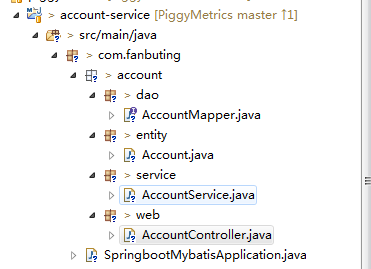 > account-service [PiggyMetrics master ↑1]
> src/main/java
> com.fanbuting
> account
> dao
AccountMapper.java
> entity
Account.java
> service
AccountService.java
> web
AccountController.java
SpringbootMybatisApplication.java